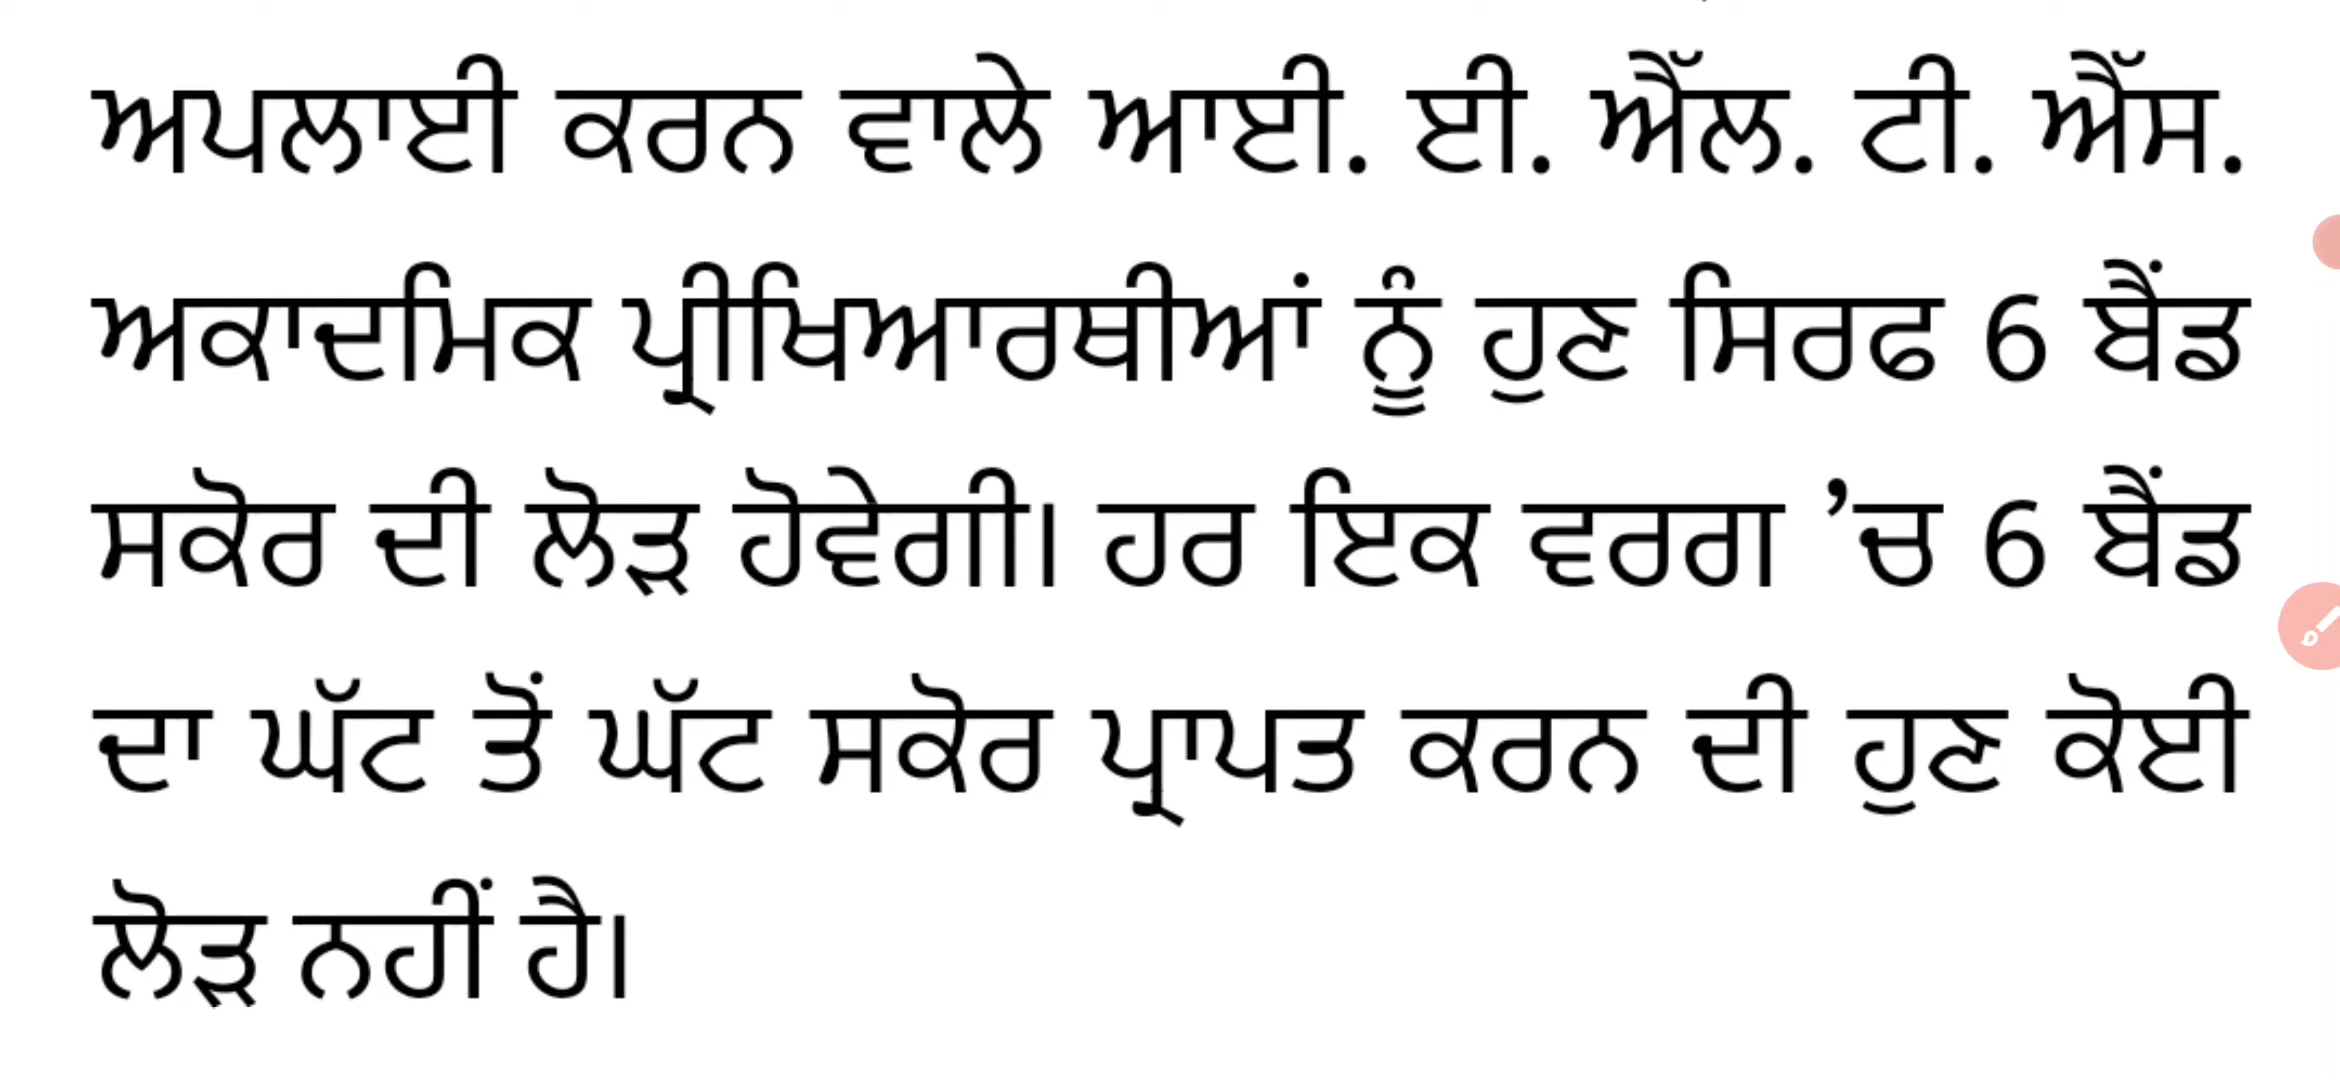 ਅਪਲਾਈ ਕਰਨ ਵਾਲੇ ਆਈ. ਈ. ਐੱਲ. ਟੀ. ਐੱਸ.
ਅਕਾਦਮਿਕ ਪ੍ਰੀਖਿਆਰਥੀਆਂ ਨੂੰ ਹੁਣ ਸਿਰਫ 6 ਬੈਂਡ
ਸਕੋਰ ਦੀ ਲੋੜ ਹੋਵੇਗੀ। ਹਰ ਇਕ ਵਰਗ ’ਚ 6 ਬੈਂਡ
ਦਾ ਘੱਟ ਤੋਂ ਘੱਟ ਸਕੋਰ ਪ੍ਰਾਪਤ ਕਰਨ ਦੀ ਹੁਣ ਕੋਈ
ਲੋੜ ਨਹੀਂ ਹੈ।